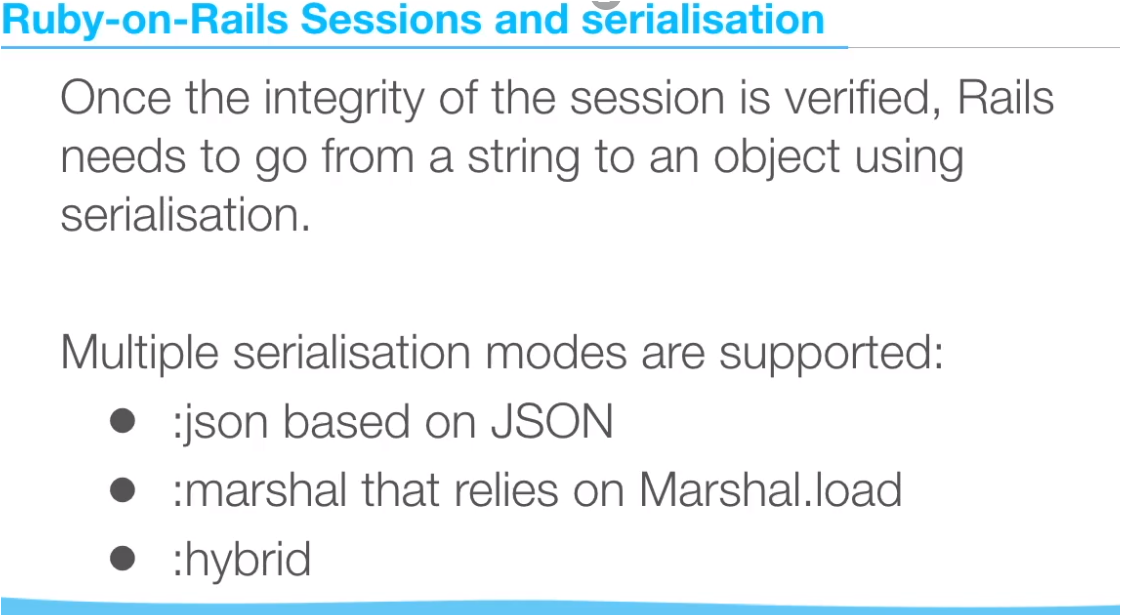 Ruby-on-Rails Sessions and serialisation
Once the integrity of the session is verified, Rails
needs to go from a string to an object using
serialisation.
Multiple serialisation modes are supported:
● :json based on JSON
● :marshal that relies on Marshal.load
● :hybrid